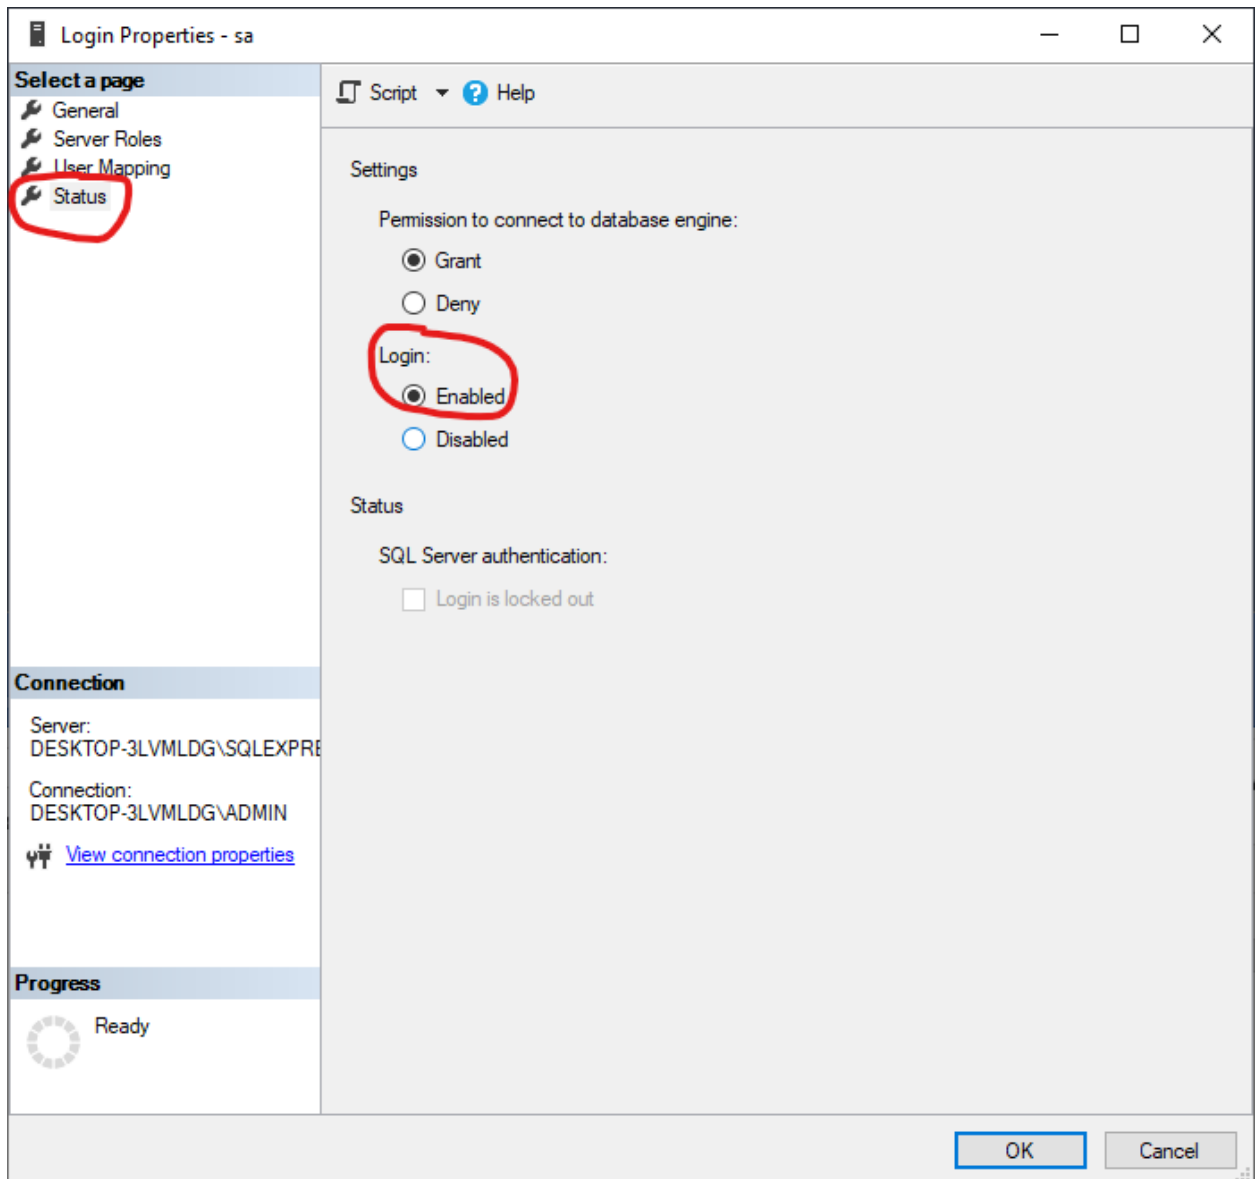 Login Properties - sa
Select a page
General
Server Roles
User Mapping
Status
Script
Help
Settings
Permission to connect to database engine:
Grant
Deny
Login:
Enabled
Disabled
Status
SQL Server authentication:
Login is locked out
Connection
Server:
DESKTOP-3LVMLDG\SQLEXPRE
Connection:
DESKTOP-3LVMLDG\ADMIN
View connection properties
Progress
Ready
OK
Cancel